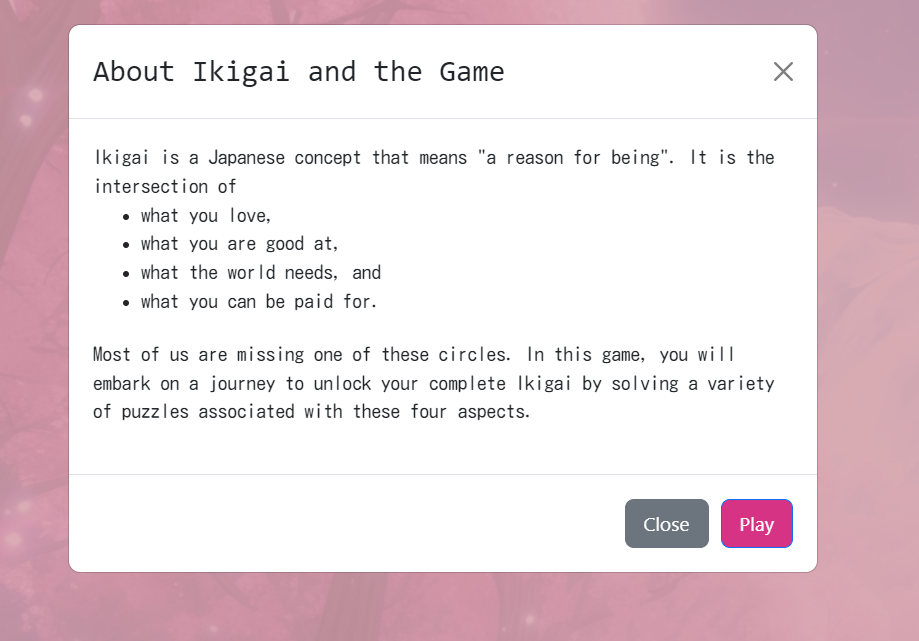 About Ikigai and the Game
Ikigai is a Japanese concept that means "a reason for being". It is the
intersection of
• what you love,
• what you are good at,
• what the world needs, and
• what you can be paid for.
Most of us are missing one of these circles. In this game, you will
embark on a journey to unlock your complete Ikigai by solving a variety
of puzzles associated with these four aspects.
Close
Play